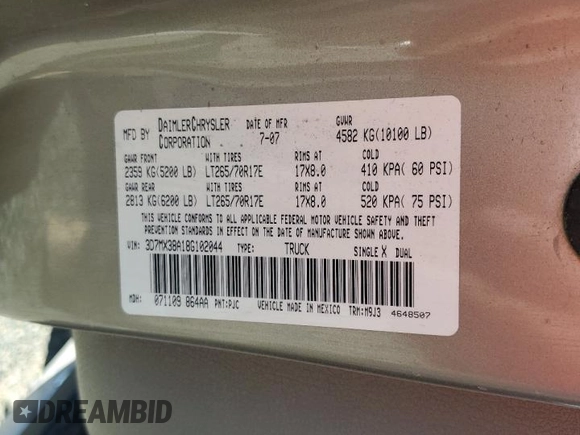 MFD BY DAIMLERCHRYSLER CORPORATION DATE OF MFR 7-07 GVWR 4582 KG(10100 LB)
GAWR FRONT WITH TIRES RIMS AT COLD
2359 KG(5200 LB) LT265/70R17E 17X8.0 410 KPA( 60 PSI)
GAWR REAR WITH TIRES RIMS AT COLD
2813 KG(6200 LB) LT265/70R17E 17X8.0 520 KPA( 75 PSI)
THIS VEHICLE CONFORMS TO ALL APPLICABLE FEDERAL MOTOR VEHICLE SAFETY AND THEFT
PREVENTION STANDARDS IN EFFECT ON THE DATE OF MANUFACTURE SHOWN ABOVE.
VIN: 3D7MX38A18G102044 TYPE: TRUCK SINGLE X DUAL
MDH: 071109 864AA PNT:PJC VEHICLE MADE IN MEXICO TRM:M9J3 4648507
DREAMBID